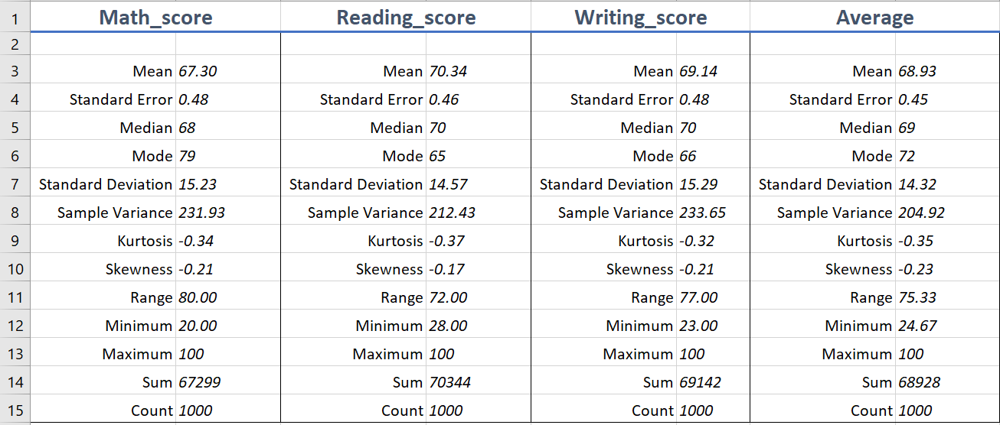 1 Math_score Reading_score Writing_score Average
2
3 Mean 67.30 Mean 70.34 Mean 69.14 Mean 68.93
4 Standard Error 0.48 Standard Error 0.46 Standard Error 0.48 Standard Error 0.45
5 Median 68 Median 70 Median 70 Median 69
6 Mode 79 Mode 65 Mode 66 Mode 72
7 Standard Deviation 15.23 Standard Deviation 14.57 Standard Deviation 15.29 Standard Deviation 14.32
8 Sample Variance 231.93 Sample Variance 212.43 Sample Variance 233.65 Sample Variance 204.92
9 Kurtosis -0.34 Kurtosis -0.37 Kurtosis -0.32 Kurtosis -0.35
10 Skewness -0.21 Skewness -0.17 Skewness -0.21 Skewness -0.23
11 Range 80.00 Range 72.00 Range 77.00 Range 75.33
12 Minimum 20.00 Minimum 28.00 Minimum 23.00 Minimum 24.67
13 Maximum 100 Maximum 100 Maximum 100 Maximum 100
14 Sum 67299 Sum 70344 Sum 69142 Sum 68928
15 Count 1000 Count 1000 Count 1000 Count 1000